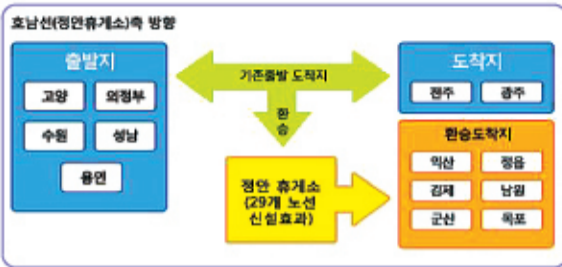 호남선(정안휴게소)측 방향
출발지
고양
의정부
수원
성남
용인
기존출발 도착지
환승
정안 휴게소
(29개 노선
신설효과)
도착지
전주
광주
환승도착지
익산
정읍
김제
남원
군산
목포